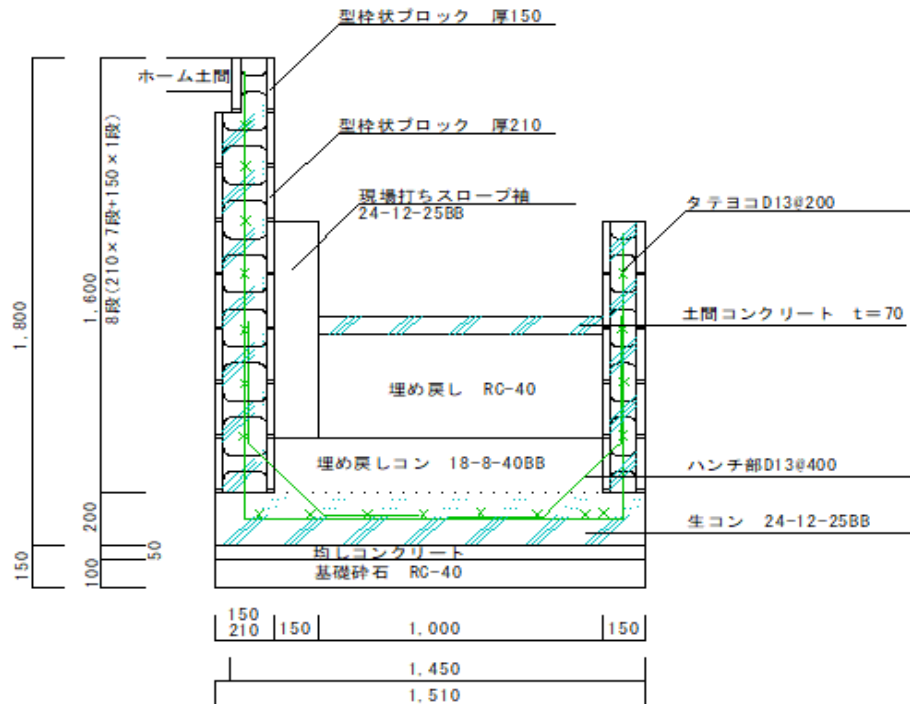 型枠状ブロック 厚150
ホーム土間
型枠状ブロック 厚210
現場打ちスロープ袖
24-12-25BB
タテヨコD13@200
土間コンクリート t=70
埋め戻し RC-40
埋め戻しコン 18-8-40BB
ハンチ部D13@400
生コン 24-12-25BB
均しコンクリート
基礎砕石 RC-40
1,800
1,600
8段(210×7段+150×1段)
200
50
150
100
150
210
150
1,000
150
1,450
1,510